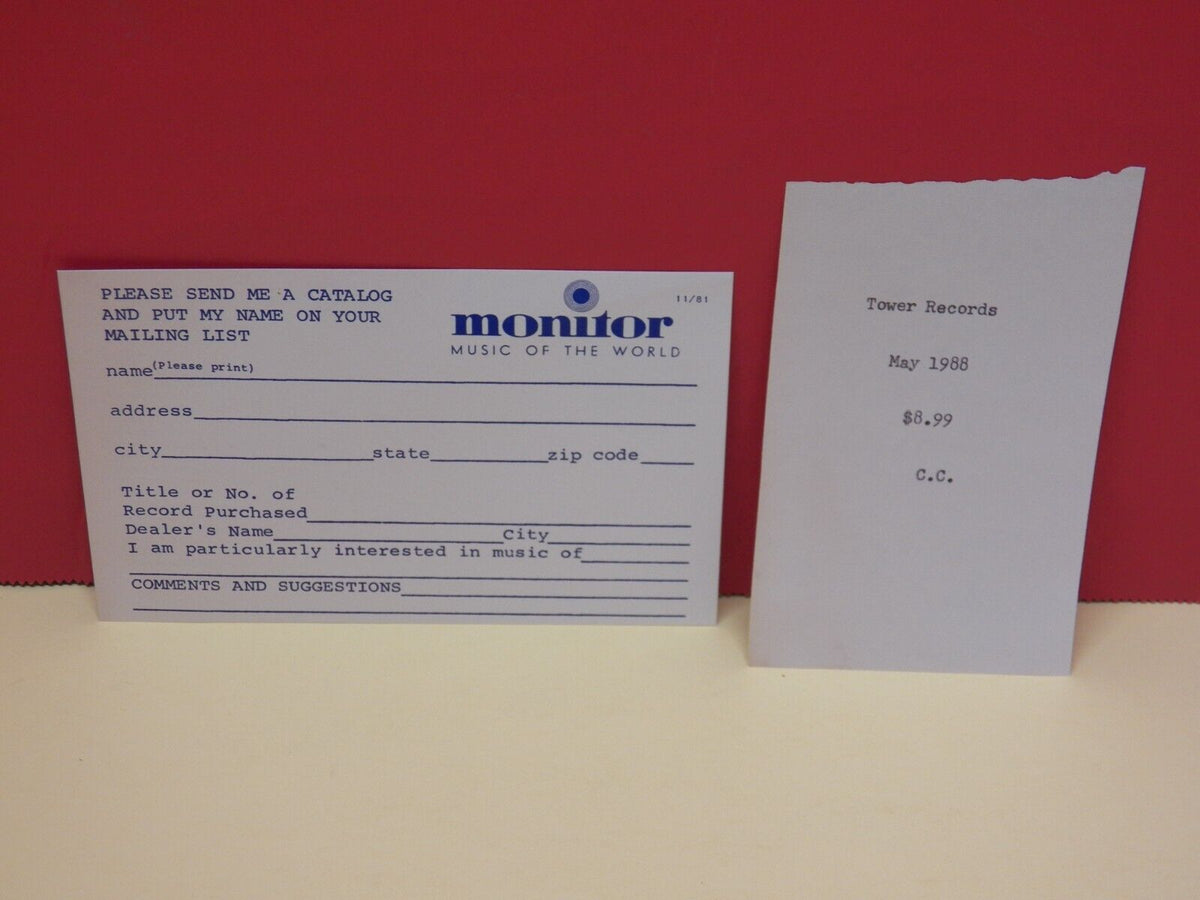 PLEASE SEND ME A CATALOG
AND PUT MY NAME ON YOUR
MAILING LIST
11/81
monitor
MUSIC OF THE WORLD
name(Please print)
address
city state zip code
Title or No. of
Record Purchased
Dealer's Name City
I am particularly interested in music of
COMMENTS AND SUGGESTIONS
Tower Records
May 1988
$8.99
C.C.